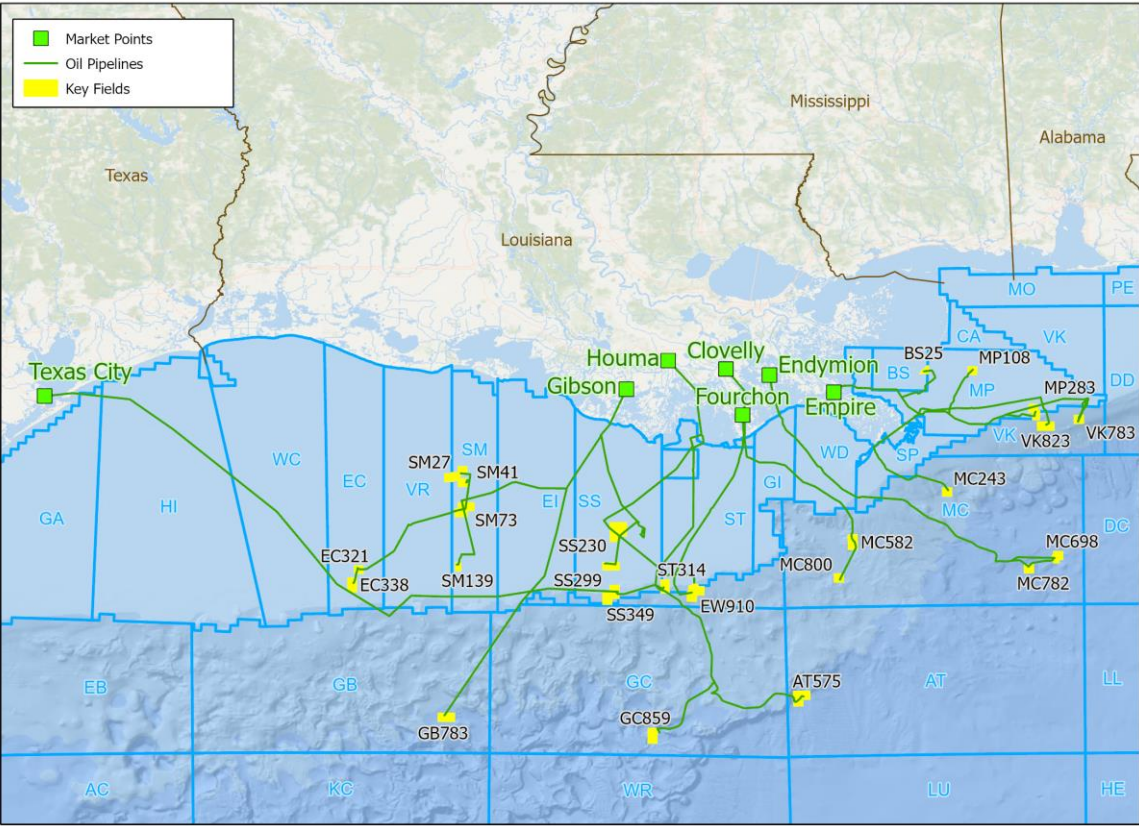 Market Points
Oil Pipelines
Key Fields
Mississippi
Alabama
Texas
Louisiana
MO
PE
CA
VK
Houma
Clovelly
Endymion
BS25
MP108
Texas City
Gibson
Fourchon
Empire
BS
MP
MP283
DD
VK
VK823
VK783
SM27
SM
SM41
WC
EC
VR
SM73
EI
SS
ST
GI
WD
SP
MC243
MC
GA
HI
DC
EC321
EC338
SM139
SS230
SS299
SS349
ST314
EW910
MC582
MC800
MC698
MC782
EB
GB
GC
AT575
AT
LL
GB783
GC859
AC
KC
WR
LU
HE